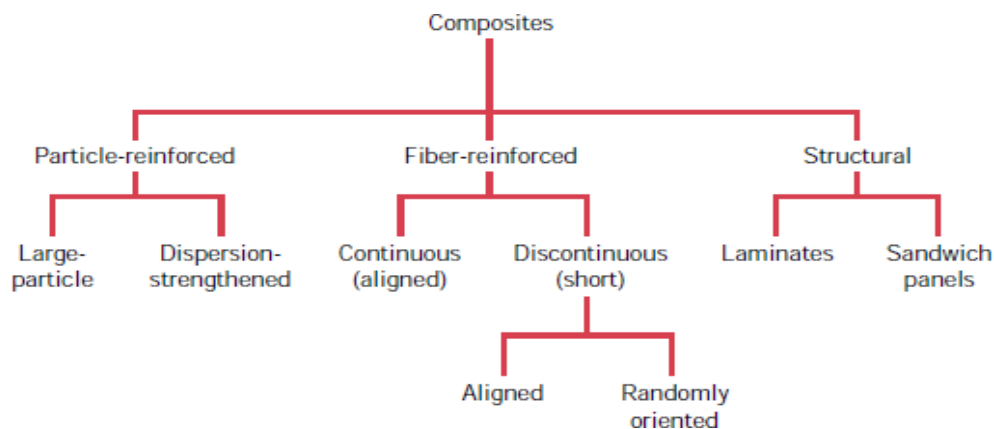 Composites
Particle-reinforced
Fiber-reinforced
Structural
Large-
particle
Dispersion-
strengthened
Continuous
(aligned)
Discontinuous
(short)
Laminates
Sandwich
panels
Aligned
Randomly
oriented